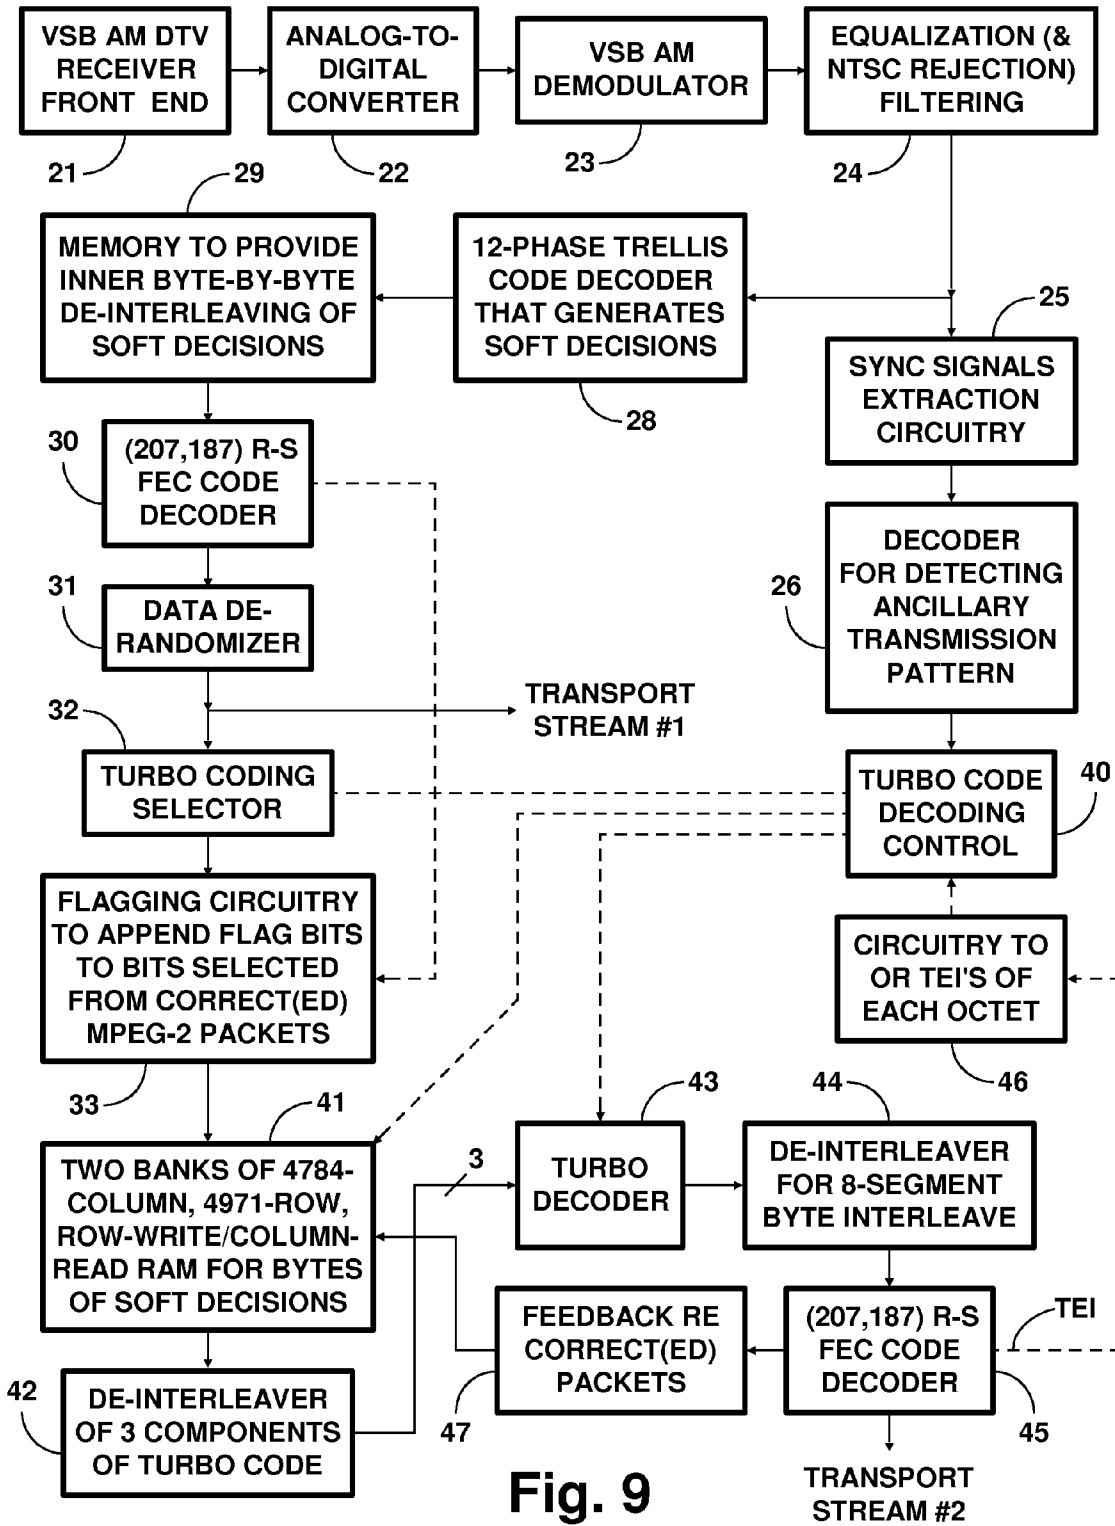 VSB AM DTV
RECEIVER
FRONT END
21
ANALOG-TO-
DIGITAL
CONVERTER
22
VSB AM
DEMODULATOR
23
EQUALIZATION (&
NTSC REJECTION)
FILTERING
24
29
MEMORY TO PROVIDE
INNER BYTE-BY-BYTE
DE-INTERLEAVING OF
SOFT DECISIONS
12-PHASE TRELLIS
CODE DECODER
THAT GENERATES
SOFT DECISIONS
28
25
SYNC SIGNALS
EXTRACTION
CIRCUITRY
30
(207,187) R-S
FEC CODE
DECODER
26
DECODER
FOR DETECTING
ANCILLARY
TRANSMISSION
PATTERN
31
DATA DE-
RANDOMIZER
TRANSPORT
STREAM #1
32
TURBO CODING
SELECTOR
40
TURBO CODE
DECODING
CONTROL
FLAGGING CIRCUITRY
TO APPEND FLAG BITS
TO BITS SELECTED
FROM CORRECT(ED)
MPEG-2 PACKETS
33
CIRCUITRY TO
OR TEI'S OF
EACH OCTET
46
41
TWO BANKS OF 4784-
COLUMN, 4971-ROW,
ROW-WRITE/COLUMN-
READ RAM FOR BYTES
OF SOFT DECISIONS
3
43
TURBO
DECODER
44
DE-INTERLEAVER
FOR 8-SEGMENT
BYTE INTERLEAVE
FEEDBACK RE
CORRECT(ED)
PACKETS
47
(207,187) R-S
FEC CODE
DECODER
45
TEI
42
DE-INTERLEAVER
OF 3 COMPONENTS
OF TURBO CODE
TRANSPORT
STREAM #2
Fig. 9